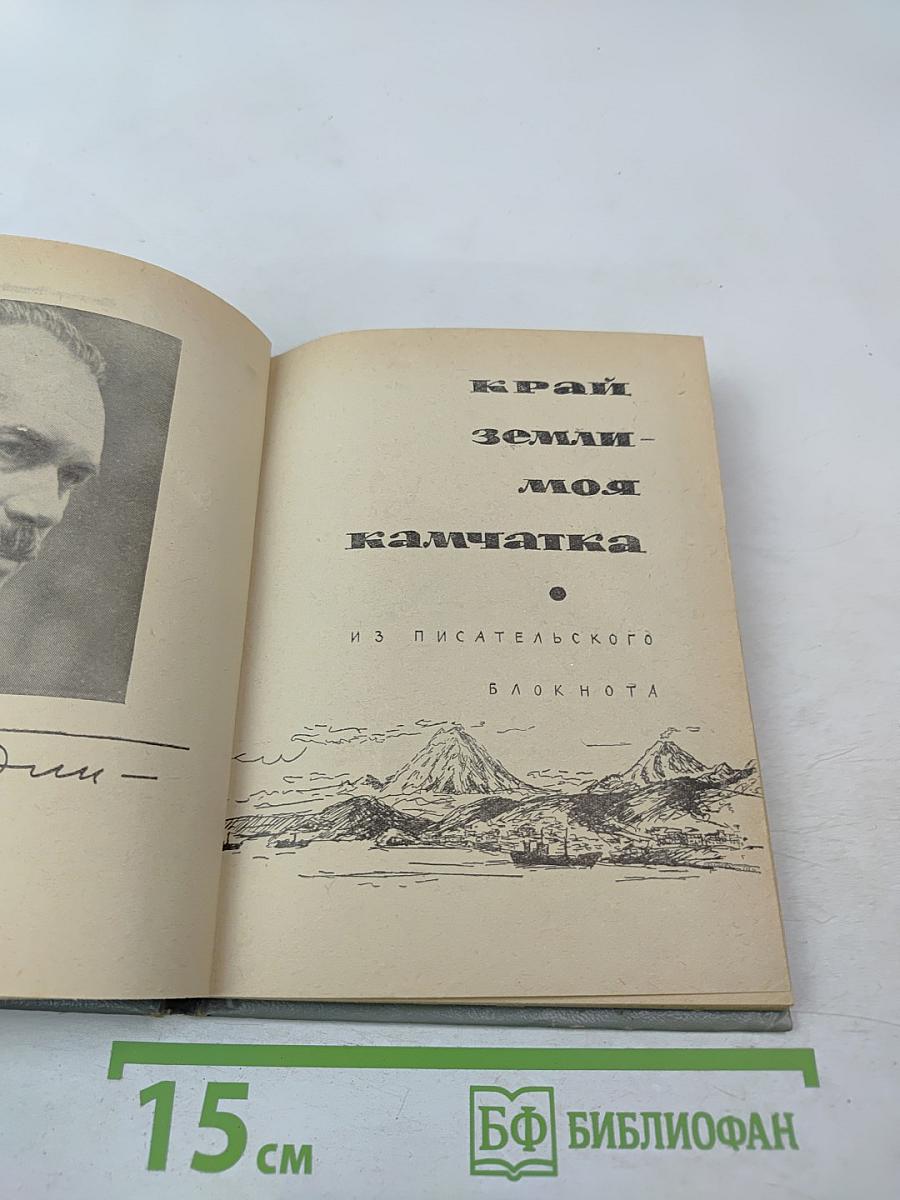 край
земли–
моя
камчатка
из писательского
блокнота
15 см
БФ БИБЛИОФАН